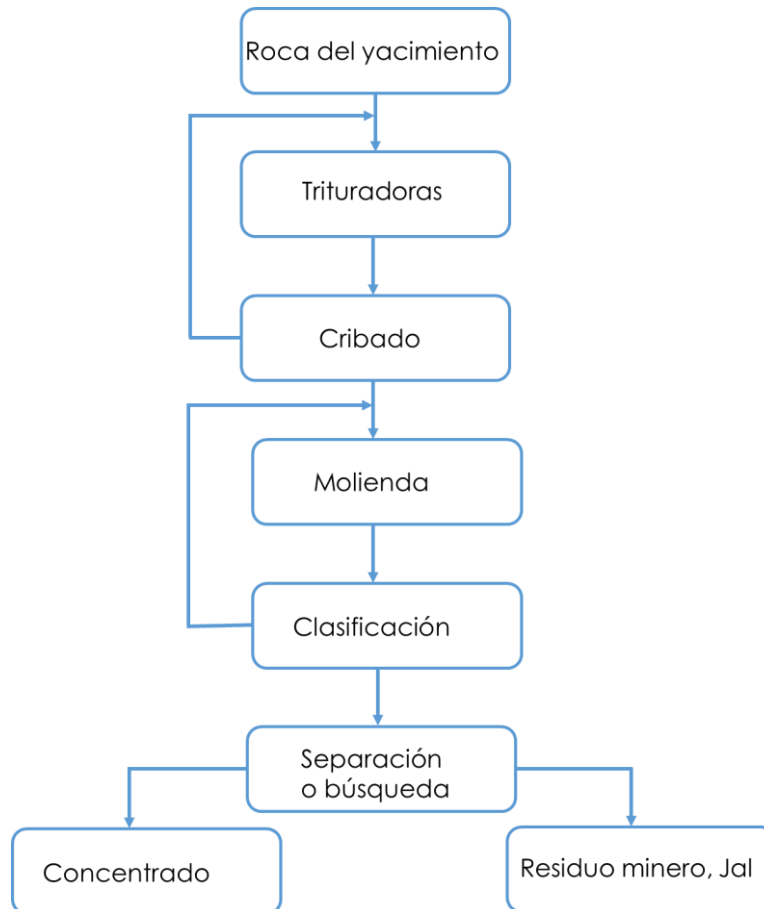 Roca del yacimiento
Trituradoras
Cribado
Molienda
Clasificación
Separación
o búsqueda
Concentrado
Residuo minero, Jal